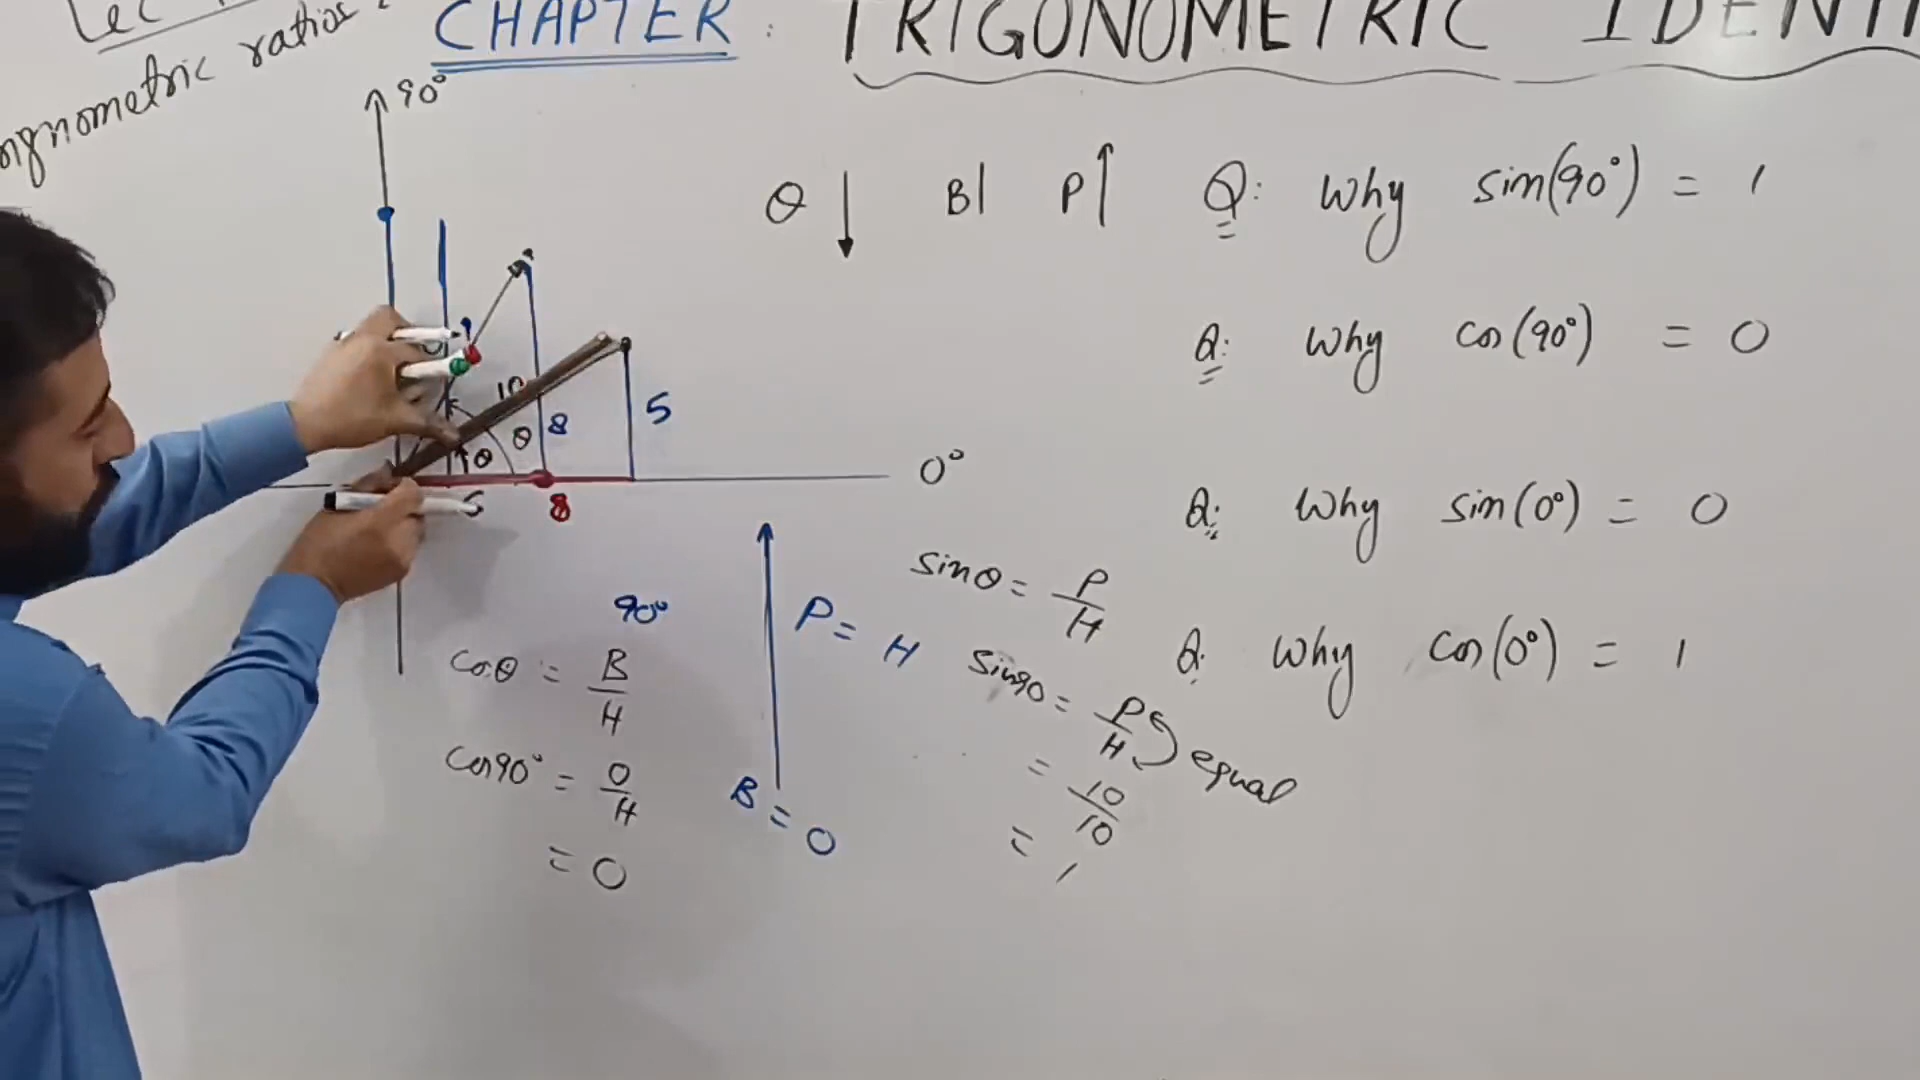 Lec
ngnometric ratios
CHAPTER : TRIGONOMETRIC IDENTI
90°
θ ↓ B| P↑
Q: Why sin(90°) = 1
Q: Why cos(90°) = 0
Q: Why sin(0°) = 0
Q: Why cos(0°) = 1
10
θ
θ
8
5
0°
8
90°
cosθ = B/H
cos90° = 0/H
= 0
P = H
B = 0
sinθ = P/H
sin90 = P/H equal
= 10/10
= 1